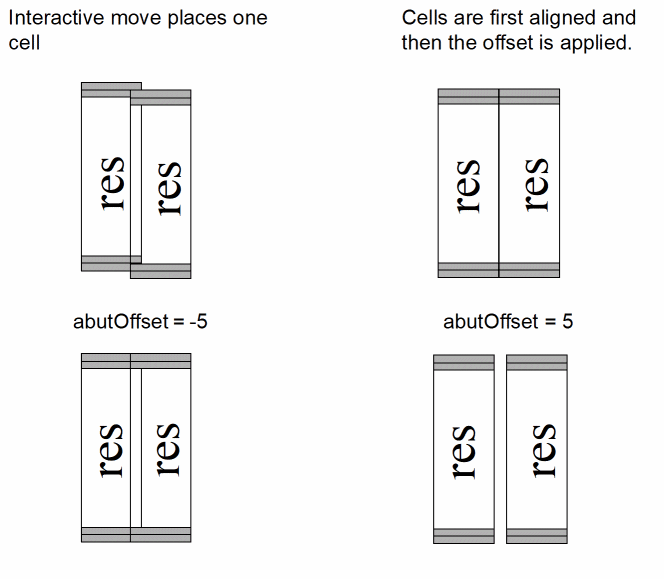 Interactive move places one
cell
Cells are first aligned and
then the offset is applied.
res
res
res
res
abutOffset = -5
abutOffset = 5
res
res
res
res